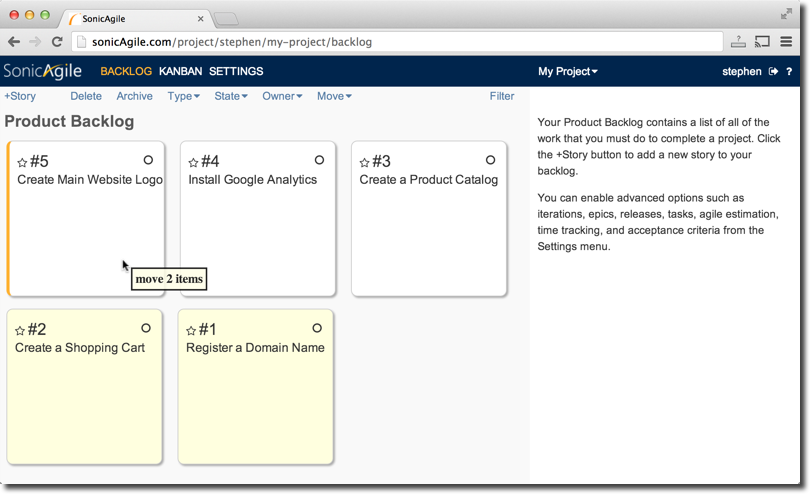 SonicAgile
sonicAgile.com/project/stephen/my-project/backlog
SonicAgile BACKLOG KANBAN SETTINGS My Project stephen ?
+Story Delete Archive Type State Owner Move Filter
Product Backlog
#5
Create Main Website Logo
#4
Install Google Analytics
#3
Create a Product Catalog
move 2 items
#2
Create a Shopping Cart
#1
Register a Domain Name
Your Product Backlog contains a list of all of the
work that you must do to complete a project. Click
the +Story button to add a new story to your
backlog.
You can enable advanced options such as
iterations, epics, releases, tasks, agile estimation,
time tracking, and acceptance criteria from the
Settings menu.